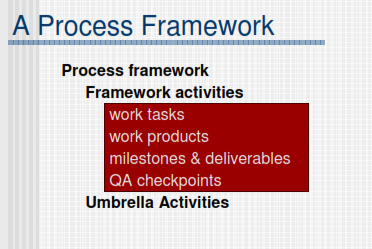 A Process Framework
Process framework
Framework activities
work tasks
work products
milestones & deliverables
QA checkpoints
Umbrella Activities